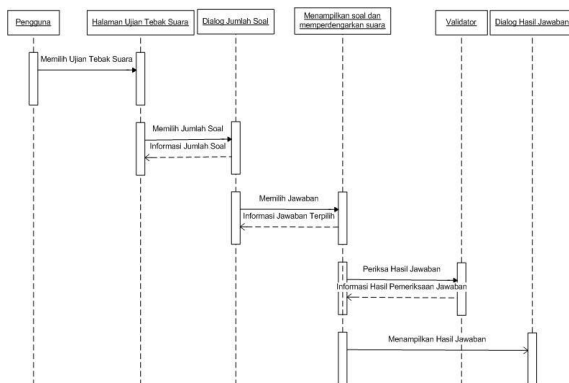 Pengguna
Halaman Ujian Tebak Suara
Dialog Jumlah Soal
Menampilkan soal dan
memperdengarkan suara
Validator
Dialog Hasil Jawaban
Memilih Ujian Tebak Suara
Memilih Jumlah Soal
Informasi Jumlah Soal
Memilih Jawaban
Informasi Jawaban Terpilih
Periksa Hasil Jawaban
Informasi Hasil Pemeriksaan Jawaban
Menampilkan Hasil Jawaban